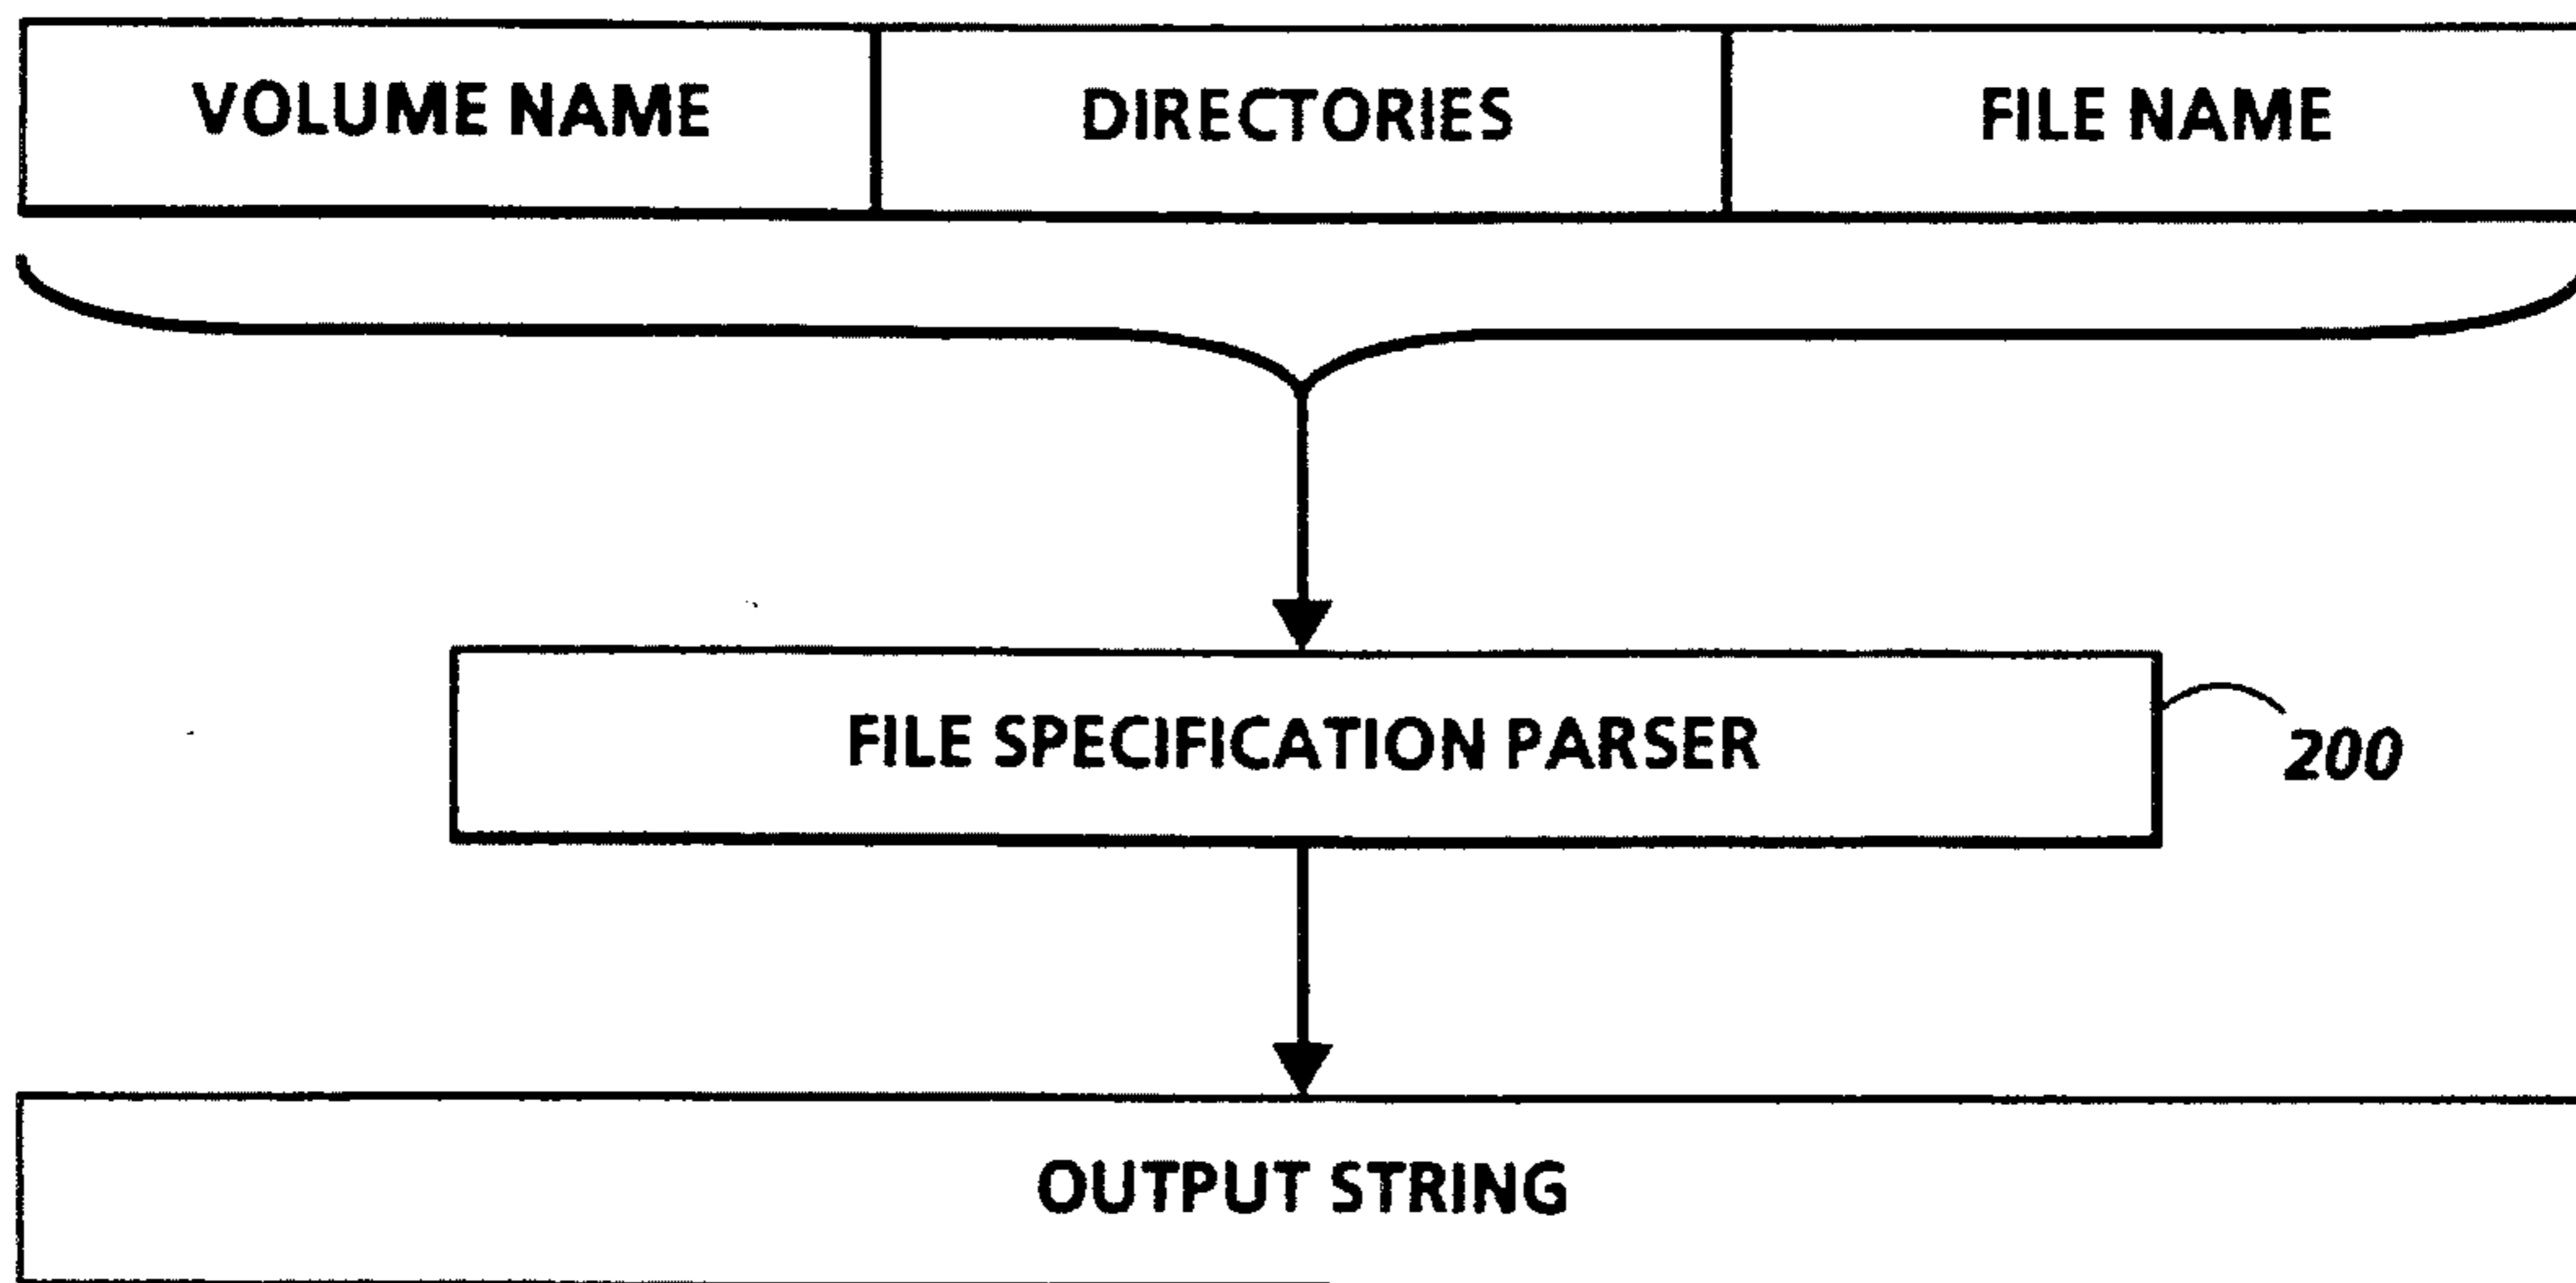 VOLUME NAME
DIRECTORIES
FILE NAME
FILE SPECIFICATION PARSER
200
OUTPUT STRING